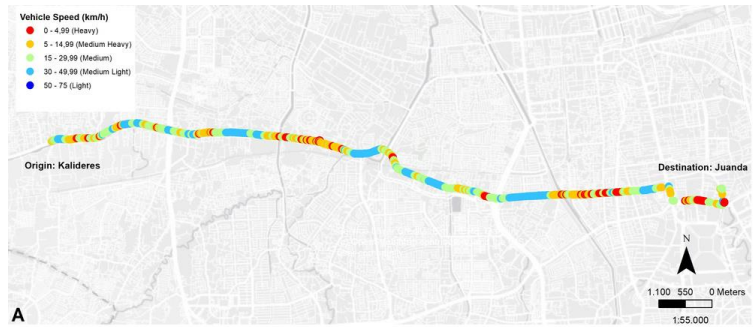 Vehicle Speed (km/h)
0 - 4,99 (Heavy)
5 - 14,99 (Medium Heavy)
15 - 29,99 (Medium)
30 - 49,99 (Medium Light)
50 - 75 (Light)
Origin: Kalideres
Destination: Juanda
N
1.100 550 0 Meters
1:55.000
A